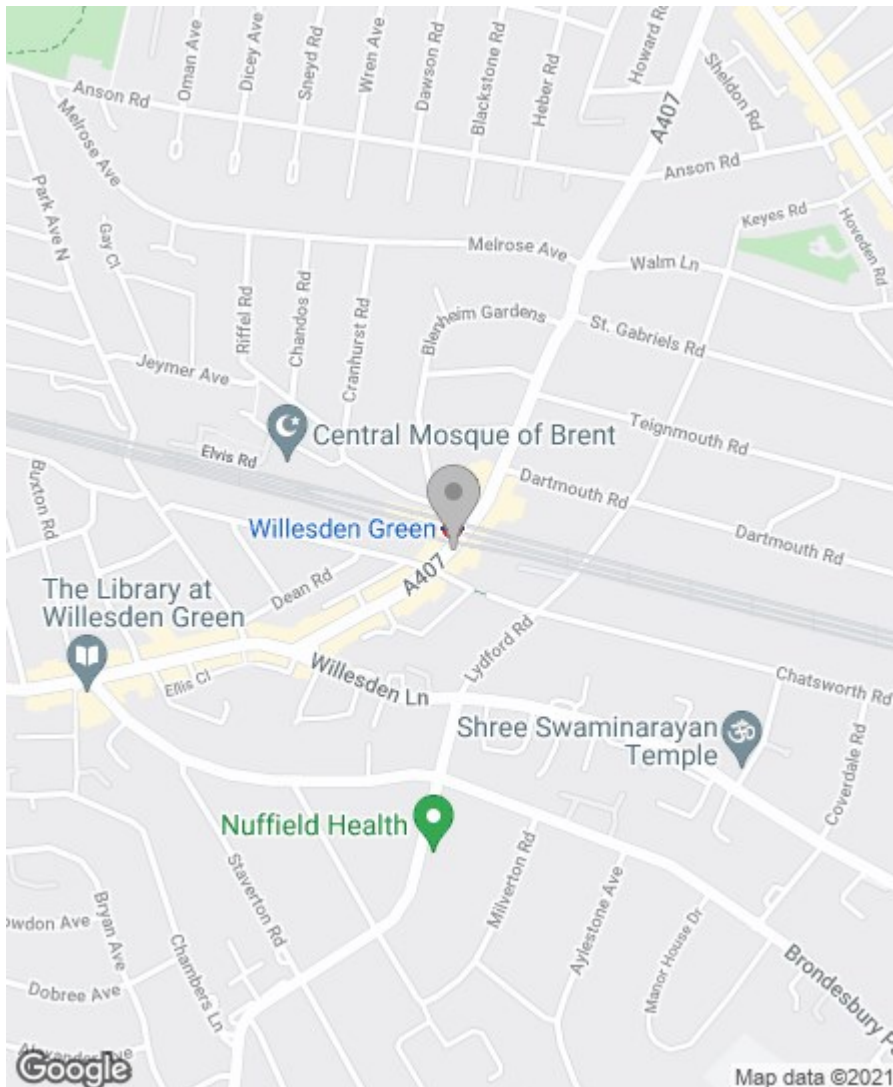 Oman Ave
Dicey Ave
Sneyd Rd
Wren Ave
Dawson Rd
Blackstone Rd
Heber Rd
Howard Rd
Sheldon Rd
A407
Anson Rd
Melrose Ave
Anson Rd
Park Ave N
Gay Cl
Keyes Rd
Hoveden Rd
Melrose Ave
Walm Ln
Riffel Rd
Chandos Rd
Cranhurst Rd
Blenheim Gardens
St. Gabriels Rd
Jeymer Ave
Teignmouth Rd
Central Mosque of Brent
Elvis Rd
Buxton Rd
Dartmouth Rd
Dartmouth Rd
Willesden Green
A407
Dean Rd
The Library at
Willesden Green
Lydford Rd
Ellis Cl
Willesden Ln
Chatsworth Rd
Shree Swaminarayan
Temple
Coverdale Rd
Nuffield Health
Milverton Rd
Staverton Rd
Aylestone Ave
Manor House Dr
Bryan Ave
owdon Ave
Chambers Ln
Brondesbury P
Dobree Ave
Alexander Ave
Google
Map data ©2021